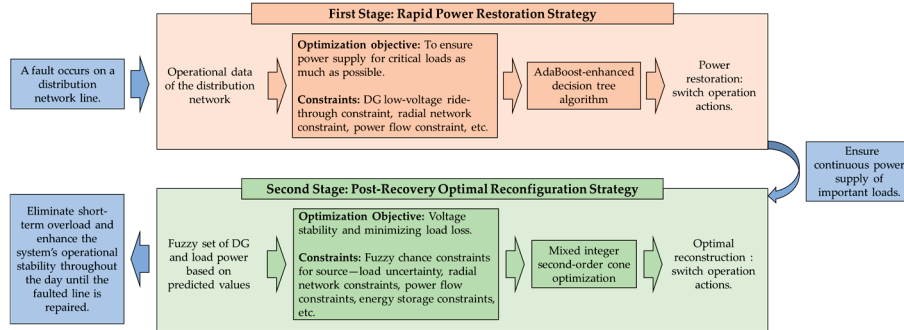 First Stage: Rapid Power Restoration Strategy
A fault occurs on a
distribution
network line.
Operational data
of the distribution
network
Optimization objective: To ensure
power supply for critical loads as
much as possible.
Constraints: DG low-voltage ride-
through constraint, radial network
constraint, power flow constraint, etc.
AdaBoost-enhanced
decision tree
algorithm
Power
restoration:
switch operation
actions.
Ensure
continuous power
supply of
important loads.
Second Stage: Post-Recovery Optimal Reconfiguration Strategy
Eliminate short-
term overload and
enhance the
system's operational
stability throughout
the day until the
faulted line is
repaired.
Fuzzy set of DG
and load power
based on
predicted values
Optimization Objective: Voltage
stability and minimizing load loss.
Constraints: Fuzzy chance constraints
for source—load uncertainty, radial
network constraints, power flow
constraints, energy storage constraints,
etc.
Mixed integer
second-order cone
optimization
Optimal
reconstruction :
switch operation
actions.